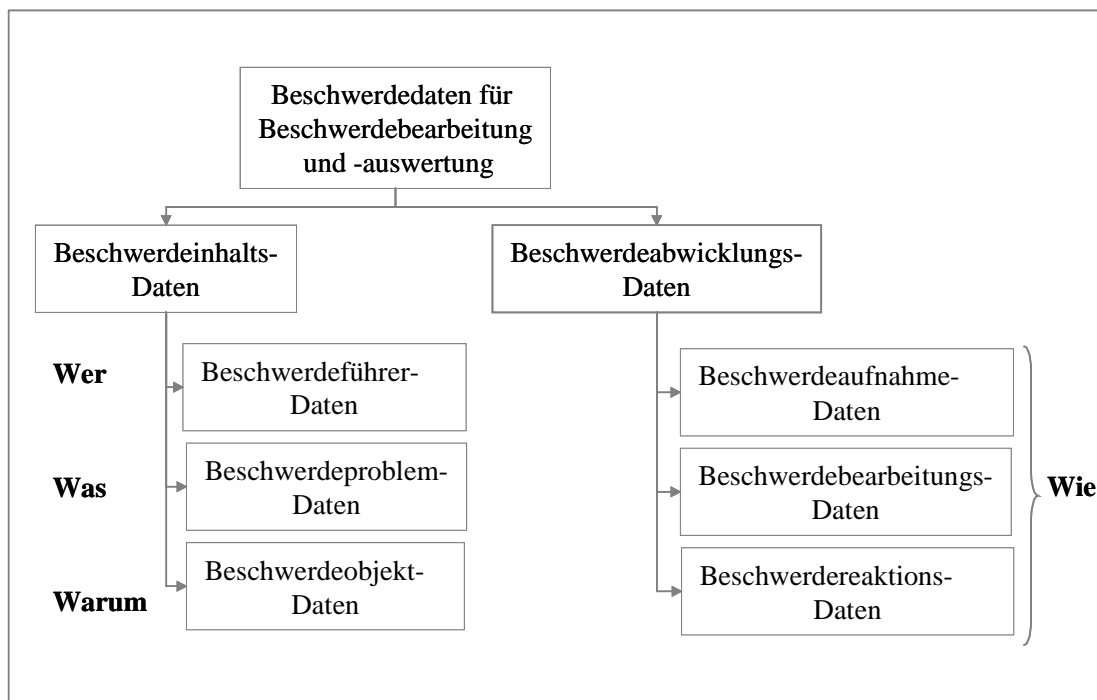 Beschwerdedaten für
Beschwerdebearbeitung
und -auswertung
Beschwerdeinhalts-
Daten
Beschwerdeabwicklungs-
Daten
Wer
Beschwerdeführer-
Daten
Was
Beschwerdeproblem-
Daten
Warum
Beschwerdeobjekt-
Daten
Beschwerdeaufnahme-
Daten
Beschwerdebearbeitungs-
Daten
Beschwerdereaktions-
Daten
Wie